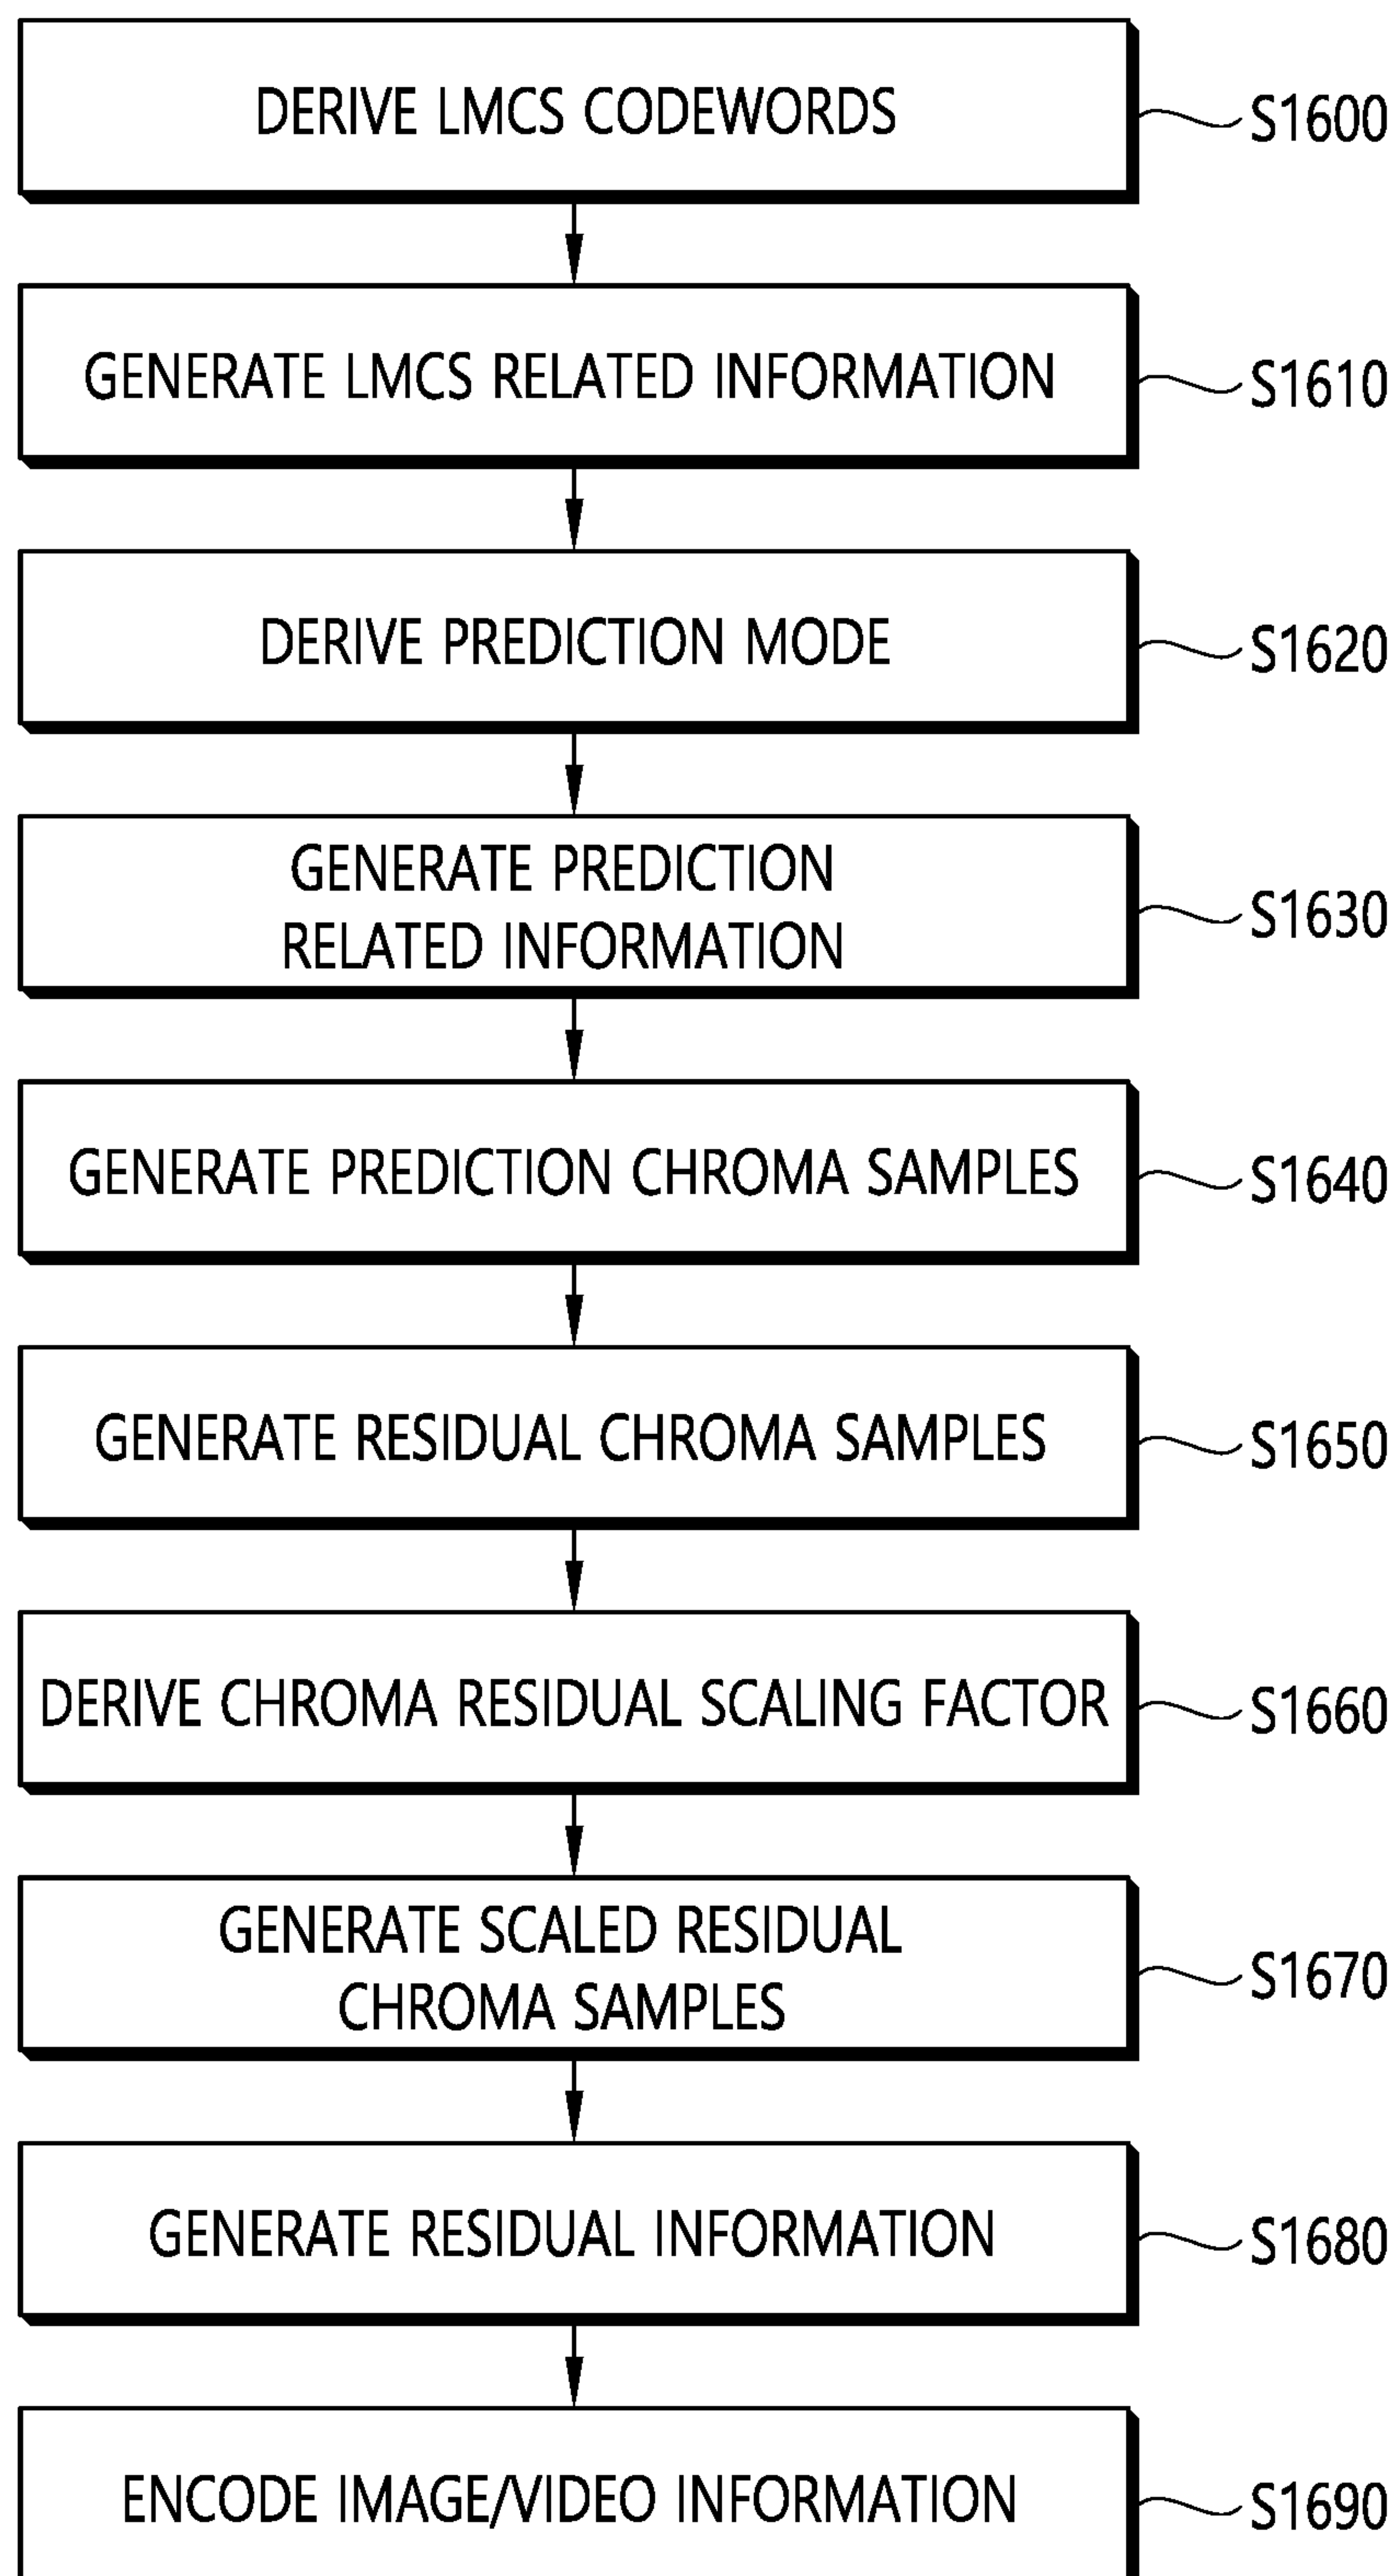 DERIVE LMCS CODEWORDS
S1600
GENERATE LMCS RELATED INFORMATION
S1610
DERIVE PREDICTION MODE
S1620
GENERATE PREDICTION
RELATED INFORMATION
S1630
GENERATE PREDICTION CHROMA SAMPLES
S1640
GENERATE RESIDUAL CHROMA SAMPLES
S1650
DERIVE CHROMA RESIDUAL SCALING FACTOR
S1660
GENERATE SCALED RESIDUAL
CHROMA SAMPLES
S1670
GENERATE RESIDUAL INFORMATION
S1680
ENCODE IMAGE/VIDEO INFORMATION
S1690